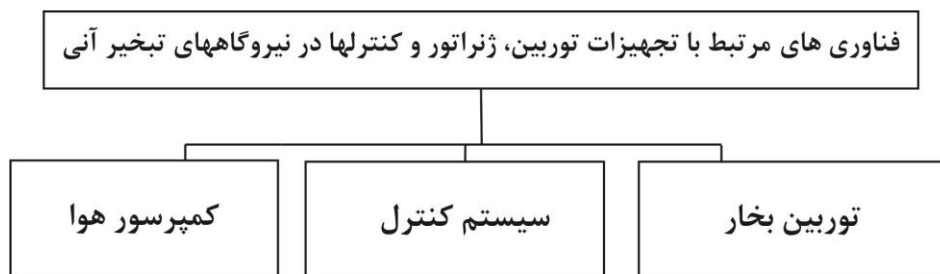 فناوری های مرتبط با تجهیزات توربین، ژنراتور و کنترلها در نیروگاههای تبخیر آنی
توربین بخار
سیستم کنترل
کمپرسور هوا